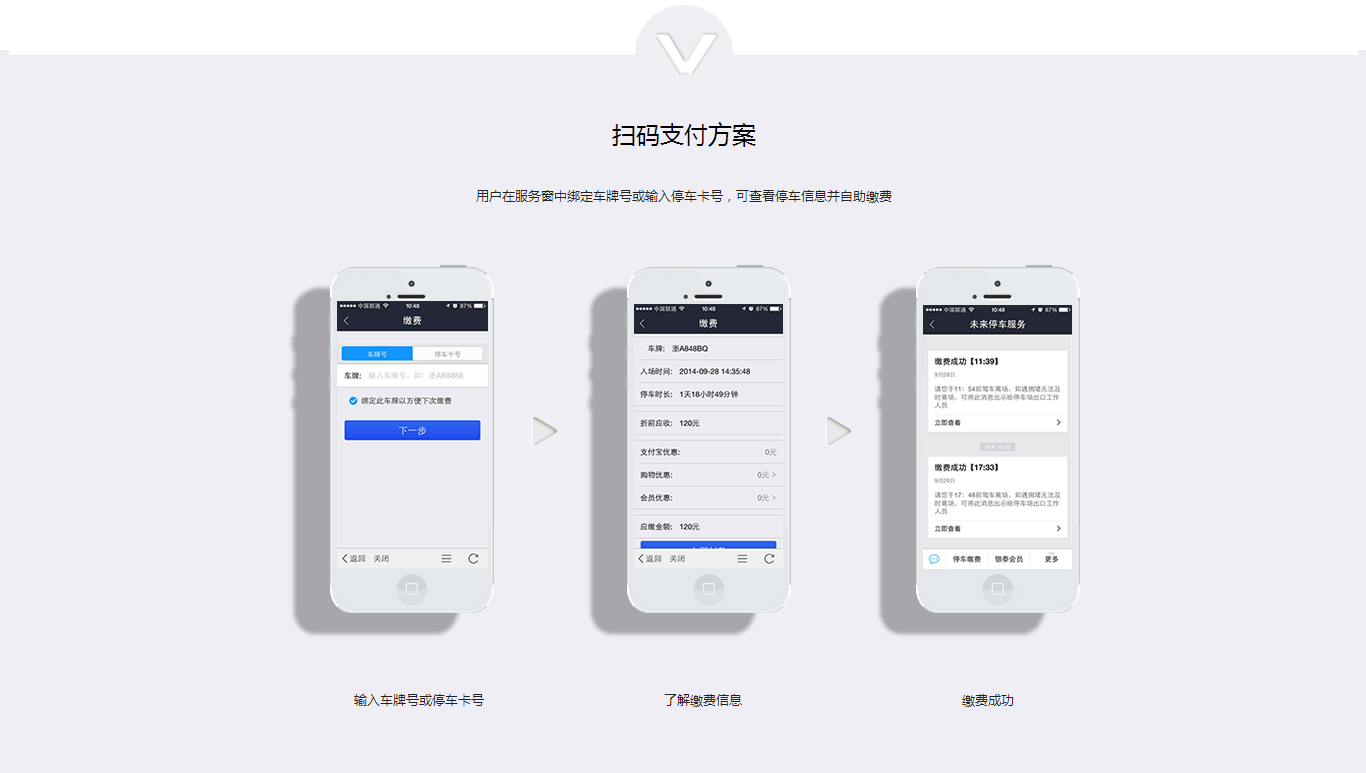 扫码支付方案
用户在服务窗中绑定车牌号或输入停车卡号，可查看停车信息并自助缴费
中国联通 10:48 87%
缴费
车牌号 停车卡号
车牌: 输入车牌号，如：浙AB8888
绑定此车牌以方便下次缴费
下一步
返回 关闭
输入车牌号或停车卡号
中国联通 10:48 87%
缴费
车牌: 浙A848BQ
入场时间: 2014-09-28 14:35:48
停车时长: 1天18小时49分钟
折前应收: 120元
支付宝优惠: 0元
购物优惠: 0元
会员优惠: 0元
应缴金额: 120元
返回 关闭
了解缴费信息
中国联通 10:48 87%
未来停车服务
缴费成功【11:39】
9月28日
请您于11：54前驾车离场，如遇拥堵无法及
时离场，可将此消息出示给停车场出口工作
人员
立即查看
缴费成功【17:33】
9月29日
请您于17：48前驾车离场，如遇拥堵无法及
时离场，可将此消息出示给停车场出口工作
人员
立即查看
停车缴费 银泰会员 更多
缴费成功